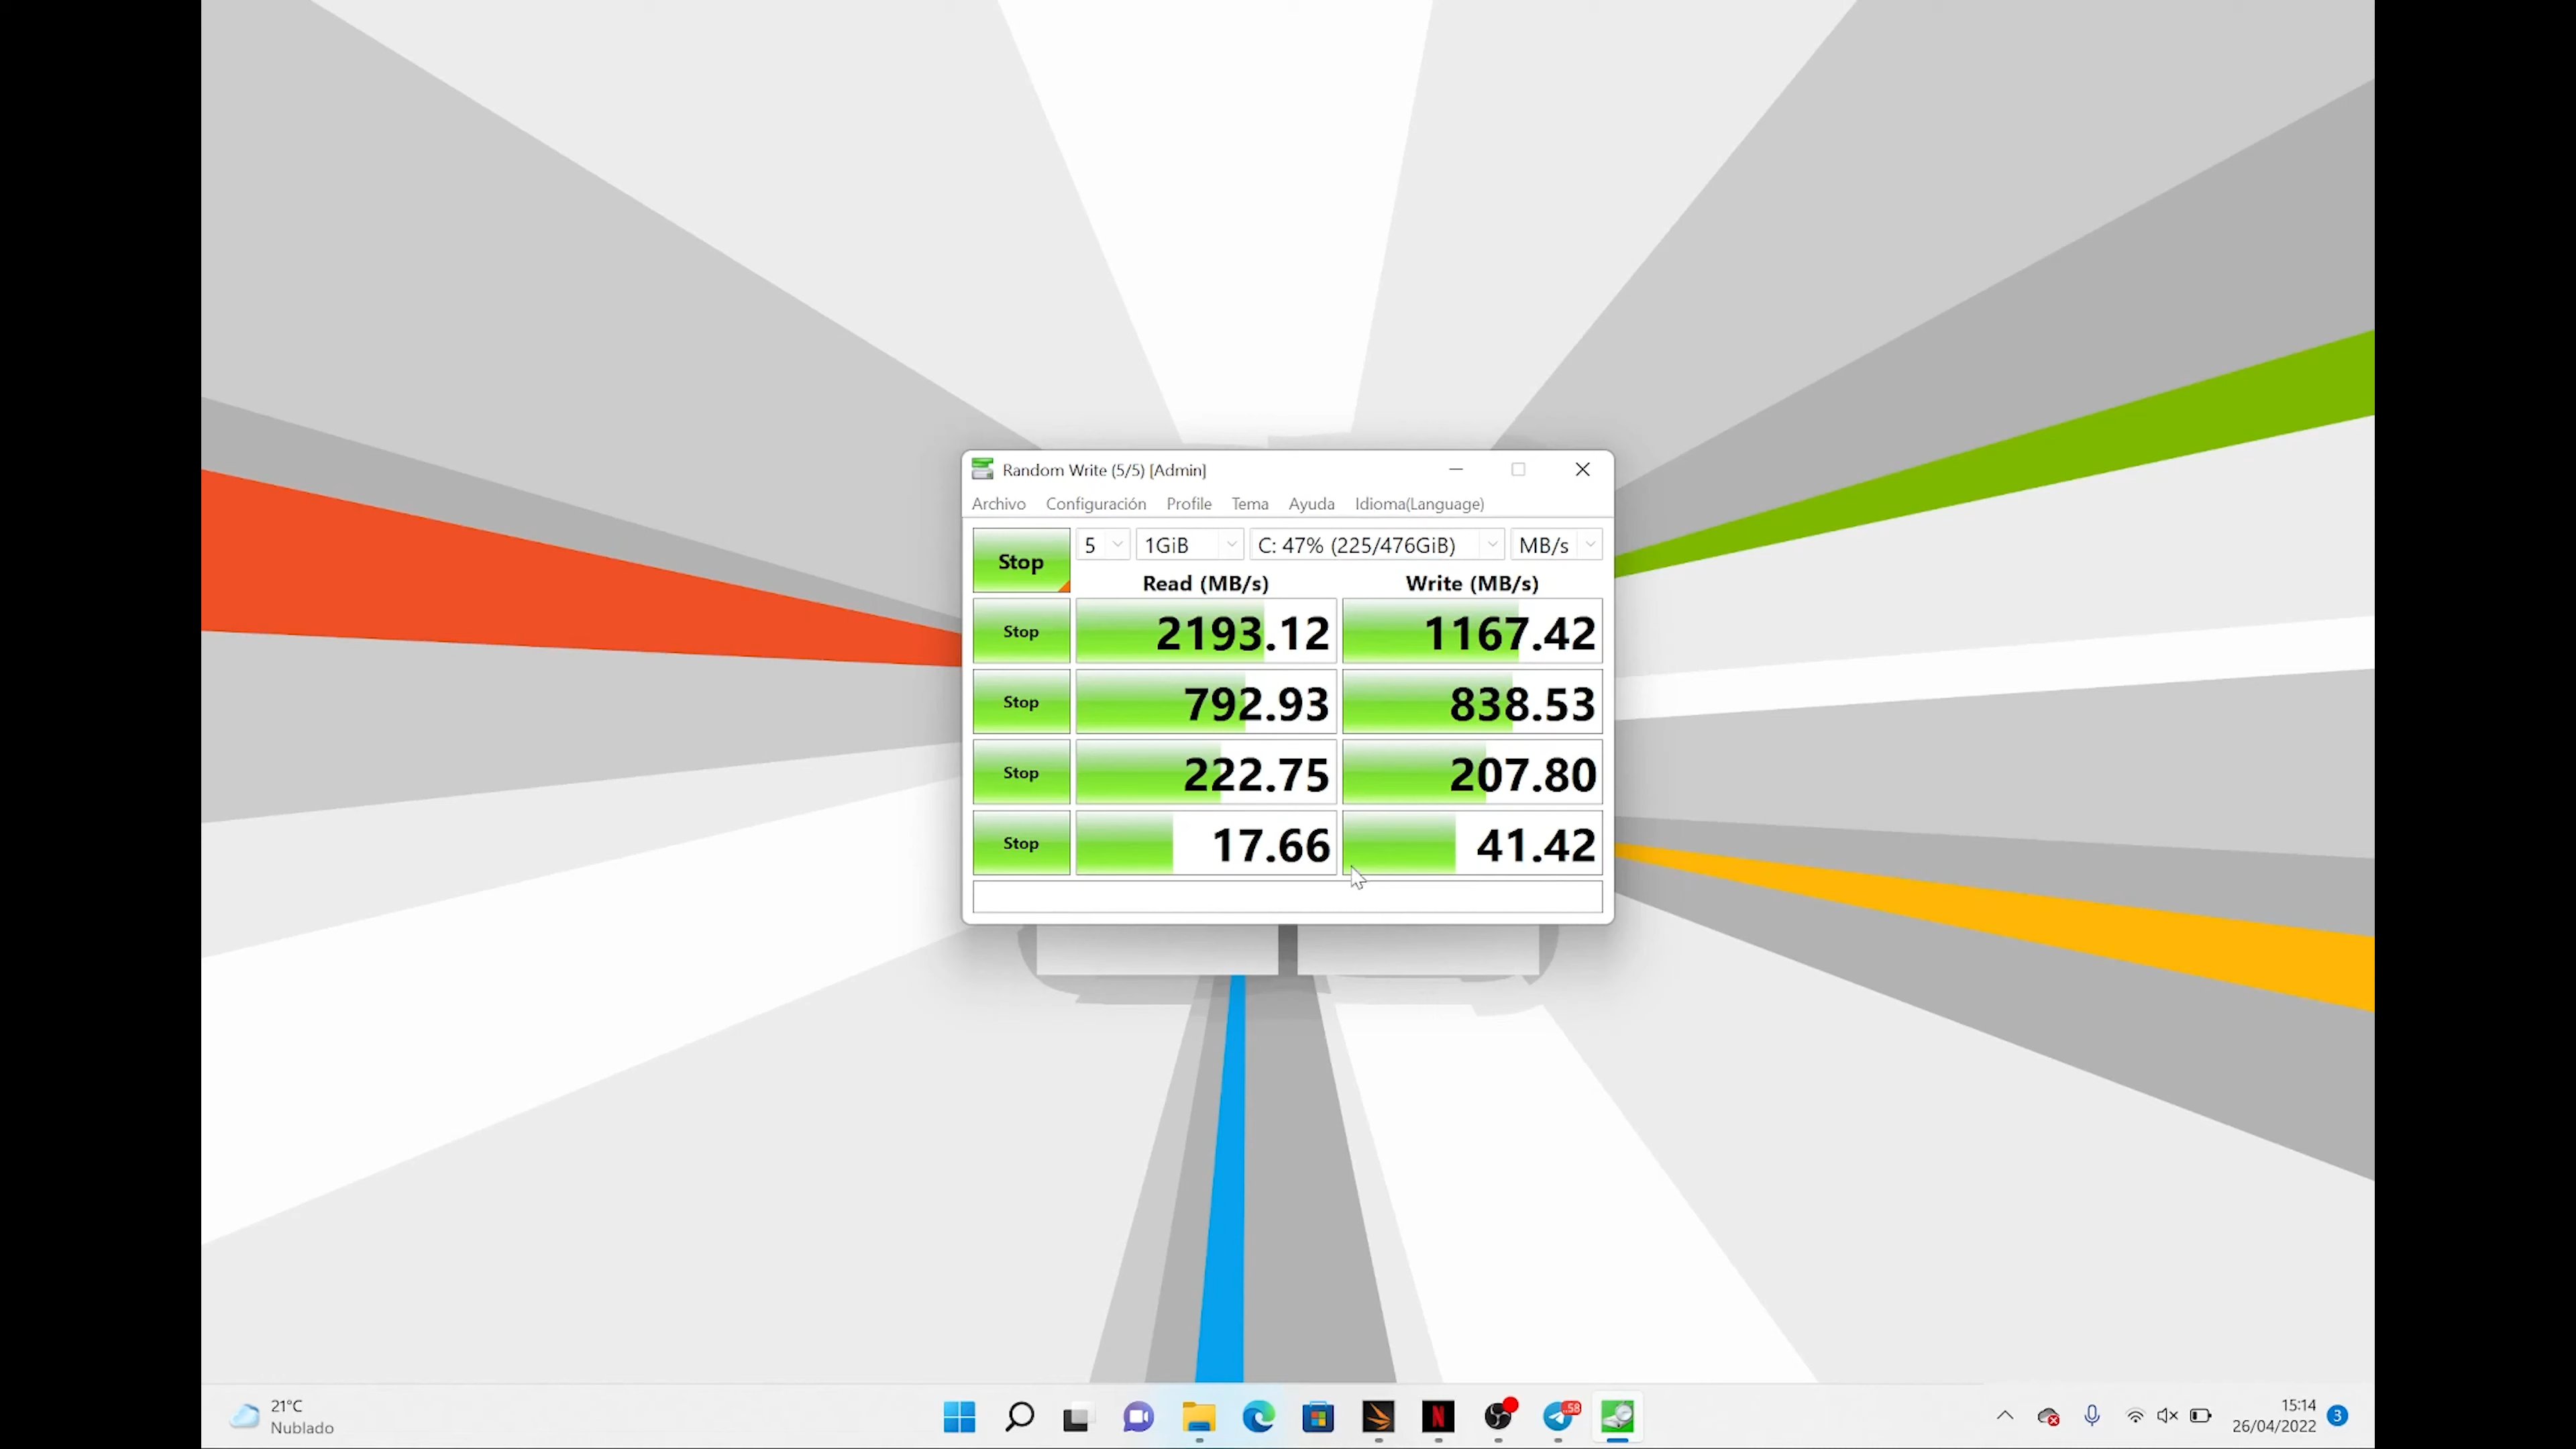 Random Write (5/5) [Admin]
Archivo Configuración Profile Tema Ayuda Idioma(Language)
Stop 5 1GiB C: 47% (225/476GiB) MB/s
Read (MB/s) Write (MB/s)
Stop 2193.12 1167.42
Stop 792.93 838.53
Stop 222.75 207.80
Stop 17.66 41.42
21°C
Nublado
N
58
15:14
26/04/2022
3